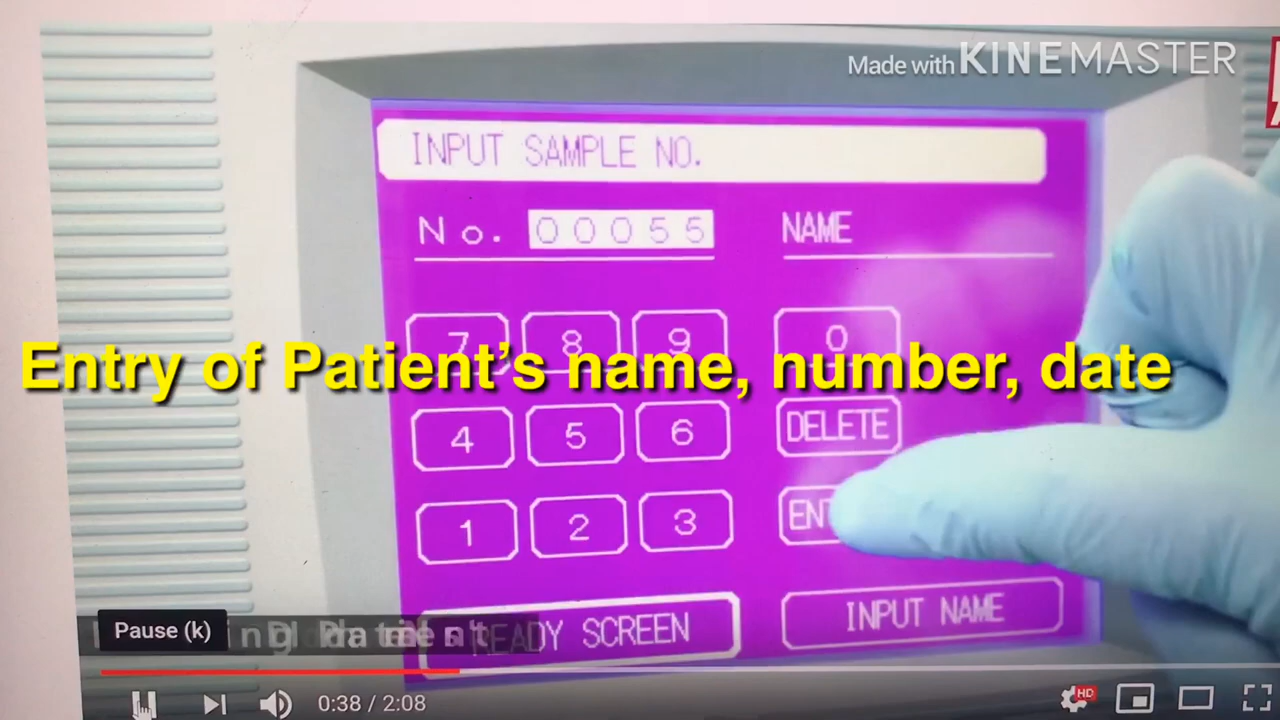 Made with KINEMASTER
INPUT SAMPLE NO.
No. 00055 NAME
7 8 9 0
Entry of Patient’s name, number, date
4 5 6 DELETE
1 2 3
READY SCREEN INPUT NAME
Pause (k)
0:38 / 2:08
HD